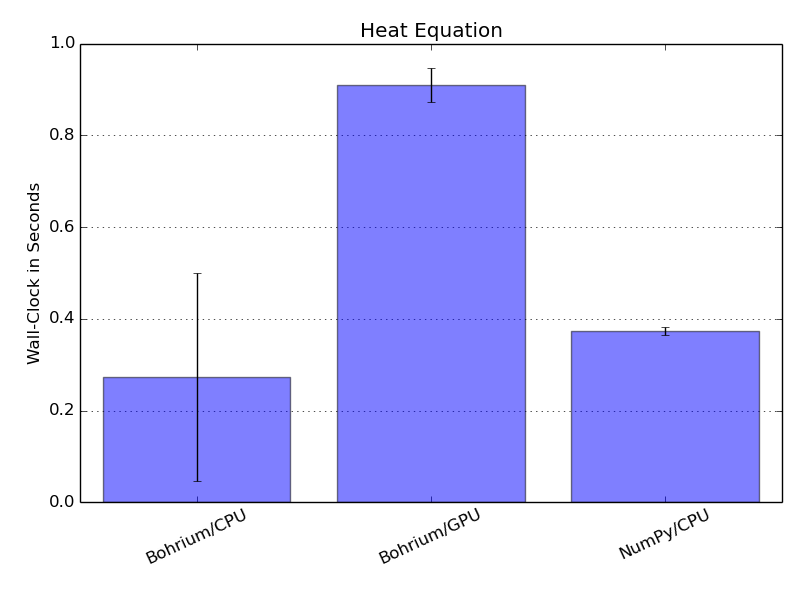 Heat Equation
Wall-Clock in Seconds
1.0
0.8
0.6
0.4
0.2
0.0
Bohrium/CPU
Bohrium/GPU
NumPy/CPU